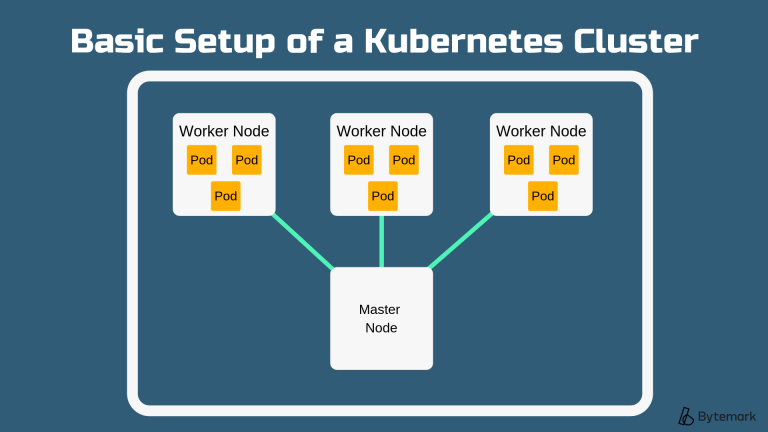 Basic Setup of a Kubernetes Cluster
Worker Node
Pod Pod
Pod
Worker Node
Pod Pod
Pod
Worker Node
Pod Pod
Pod
Master
Node
Bytemark